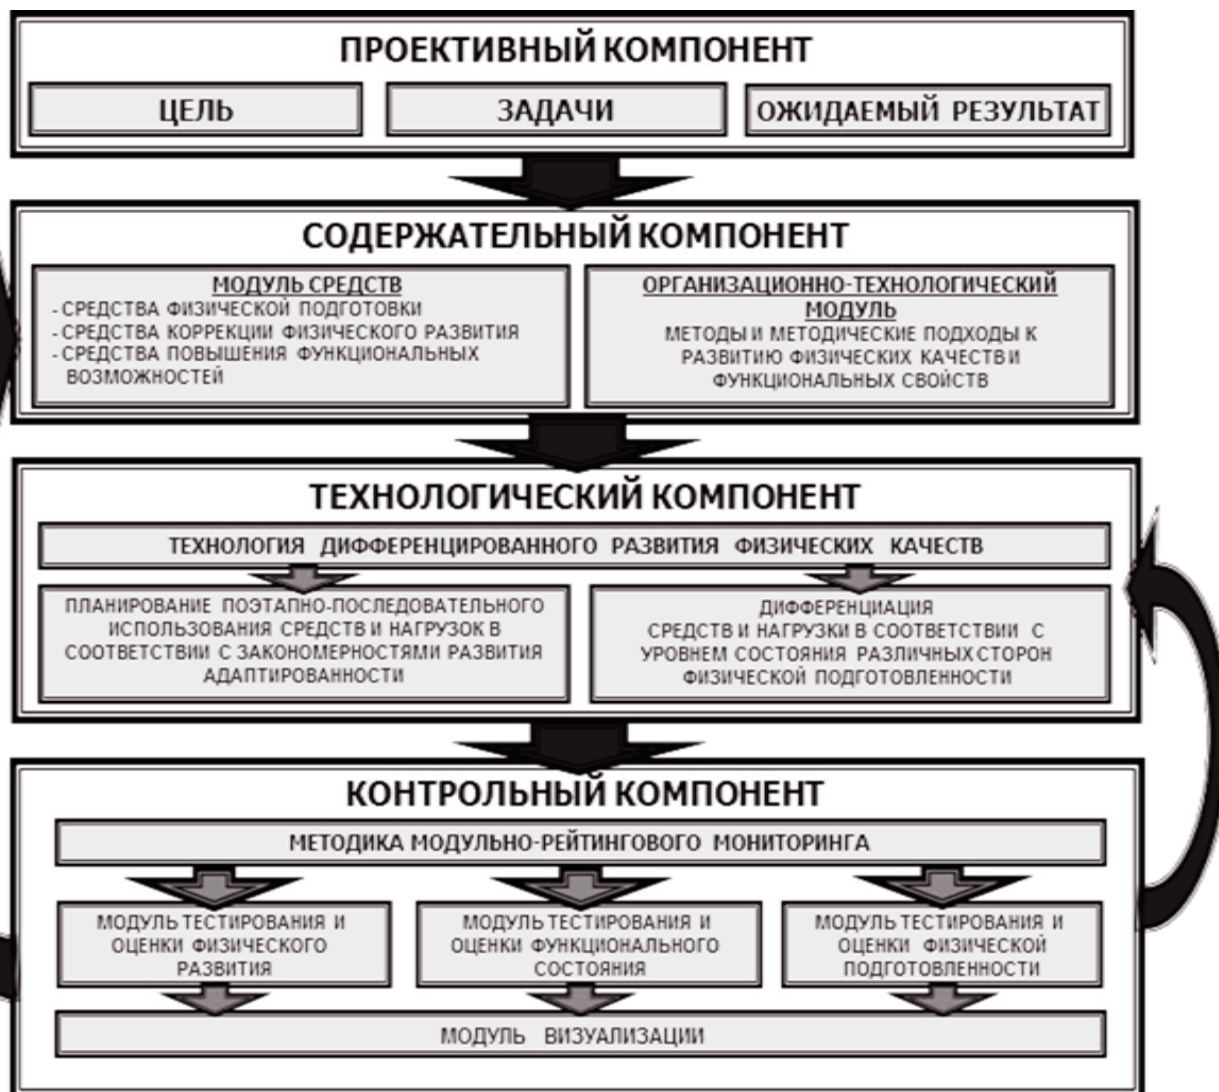 ПРОЕКТИВНЫЙ КОМПОНЕНТ
ЦЕЛЬ
ЗАДАЧИ
ОЖИДАЕМЫЙ РЕЗУЛЬТАТ
СОДЕРЖАТЕЛЬНЫЙ КОМПОНЕНТ
МОДУЛЬ СРЕДСТВ
- СРЕДСТВА ФИЗИЧЕСКОЙ ПОДГОТОВКИ
- СРЕДСТВА КОРРЕКЦИИ ФИЗИЧЕСКОГО РАЗВИТИЯ
- СРЕДСТВА ПОВЫШЕНИЯ ФУНКЦИОНАЛЬНЫХ
ВОЗМОЖНОСТЕЙ
ОРГАНИЗАЦИОННО-ТЕХНОЛОГИЧЕСКИЙ
МОДУЛЬ
МЕТОДЫ И МЕТОДИЧЕСКИЕ ПОДХОДЫ К
РАЗВИТИЮ ФИЗИЧЕСКИХ КАЧЕСТВ И
ФУНКЦИОНАЛЬНЫХ СВОЙСТВ
ТЕХНОЛОГИЧЕСКИЙ КОМПОНЕНТ
ТЕХНОЛОГИЯ ДИФФЕРЕНЦИРОВАННОГО РАЗВИТИЯ ФИЗИЧЕСКИХ КАЧЕСТВ
ПЛАНИРОВАНИЕ ПОЭТАПНО-ПОСЛЕДОВАТЕЛЬНОГО
ИСПОЛЬЗОВАНИЯ СРЕДСТВ И НАГРУЗОК В
СООТВЕТСТВИИ С ЗАКОНОМЕРНОСТЯМИ РАЗВИТИЯ
АДАПТИРОВАННОСТИ
ДИФФЕРЕНЦИАЦИЯ
СРЕДСТВ И НАГРУЗКИ В СООТВЕТСТВИИ С
УРОВНЕМ СОСТОЯНИЯ РАЗЛИЧНЫХ СТОРОН
ФИЗИЧЕСКОЙ ПОДГОТОВЛЕННОСТИ
КОНТРОЛЬНЫЙ КОМПОНЕНТ
МЕТОДИКА МОДУЛЬНО-РЕЙТИНГОВОГО МОНИТОРИНГА
МОДУЛЬ ТЕСТИРОВАНИЯ И
ОЦЕНКИ ФИЗИЧЕСКОГО
РАЗВИТИЯ
МОДУЛЬ ТЕСТИРОВАНИЯ И
ОЦЕНКИ ФУНКЦИОНАЛЬНОГО
СОСТОЯНИЯ
МОДУЛЬ ТЕСТИРОВАНИЯ И
ОЦЕНКИ ФИЗИЧЕСКОЙ
ПОДГОТОВЛЕННОСТИ
МОДУЛЬ ВИЗУАЛИЗАЦИИ